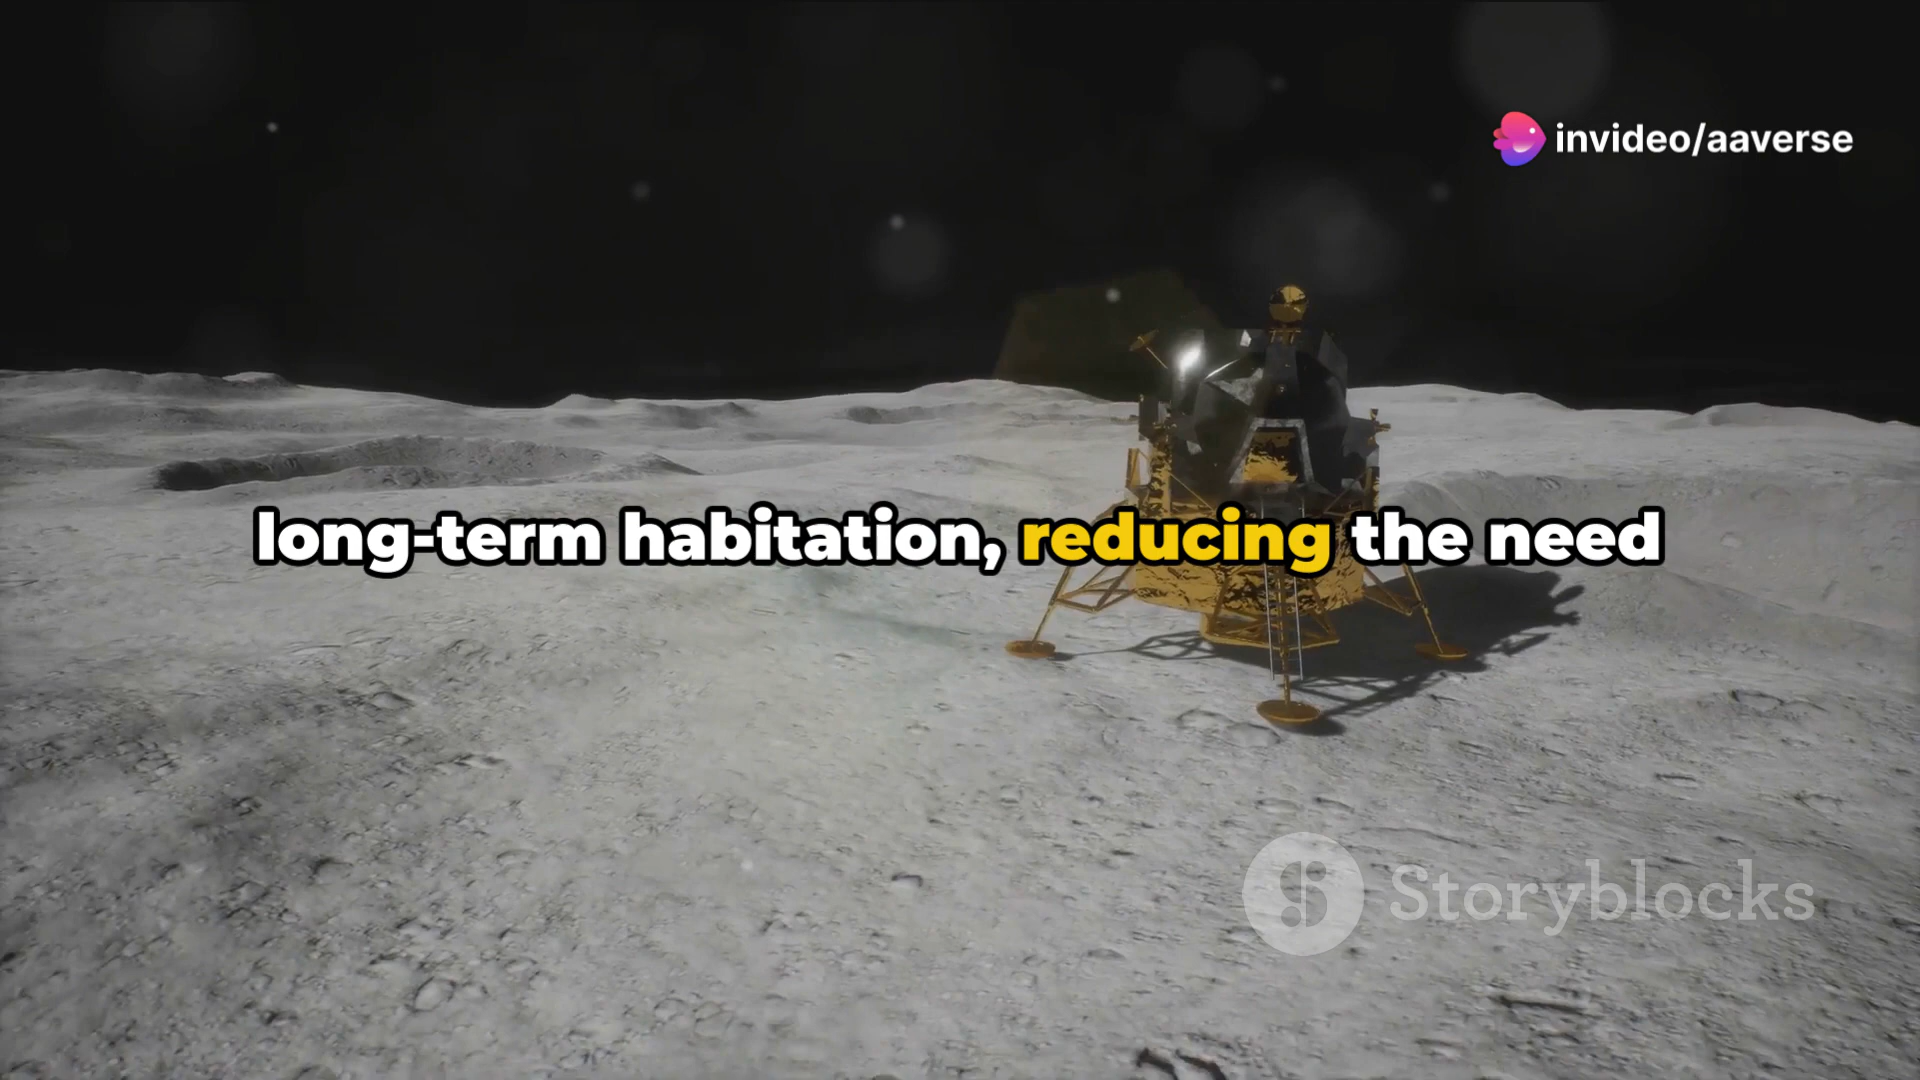 invideo/aaverse
long-term habitation, reducing the need
Storyblocks